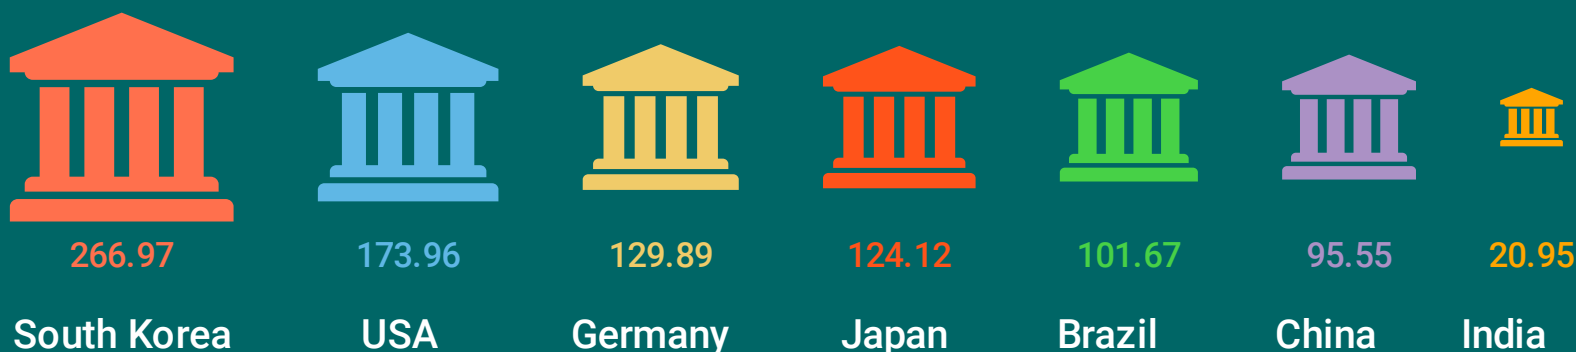 266.97 173.96 129.89 124.12 101.67 95.55 20.95
South Korea USA Germany Japan Brazil China India